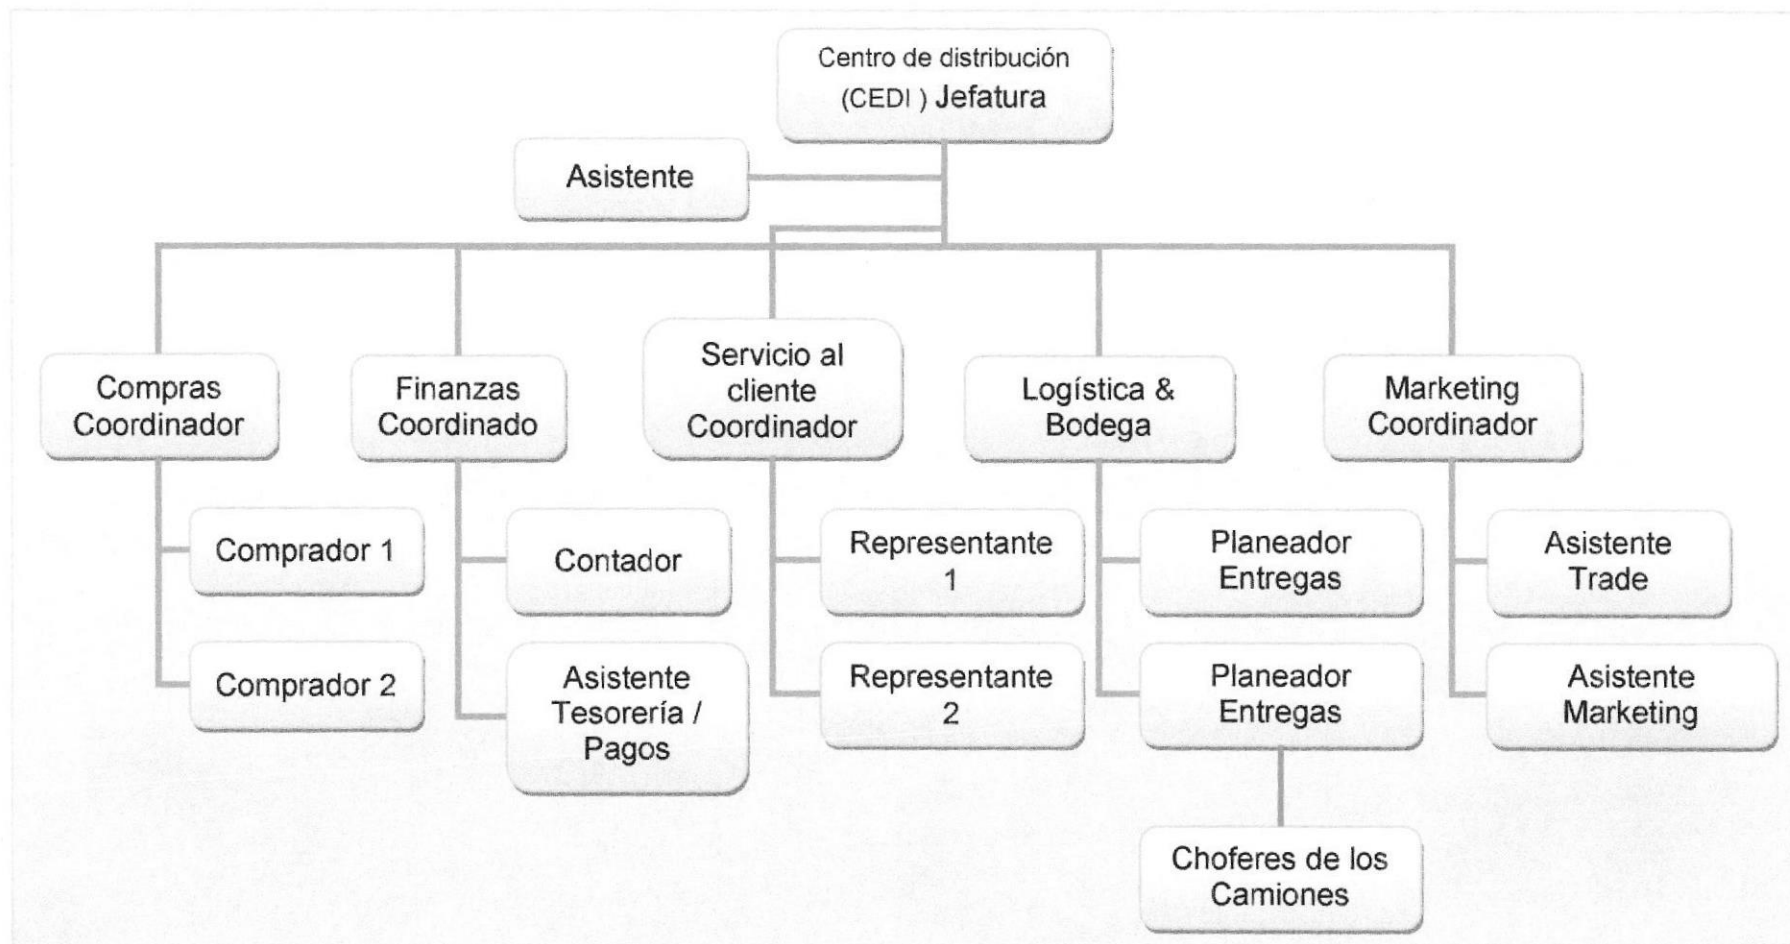 Centro de distribución
(CEDI ) Jefatura
Asistente
Compras
Coordinador
Finanzas
Coordinado
Servicio al
cliente
Coordinador
Logística &
Bodega
Marketing
Coordinador
Comprador 1
Comprador 2
Contador
Asistente
Tesorería /
Pagos
Representante
1
Representante
2
Planeador
Entregas
Planeador
Entregas
Choferes de los
Camiones
Asistente
Trade
Asistente
Marketing